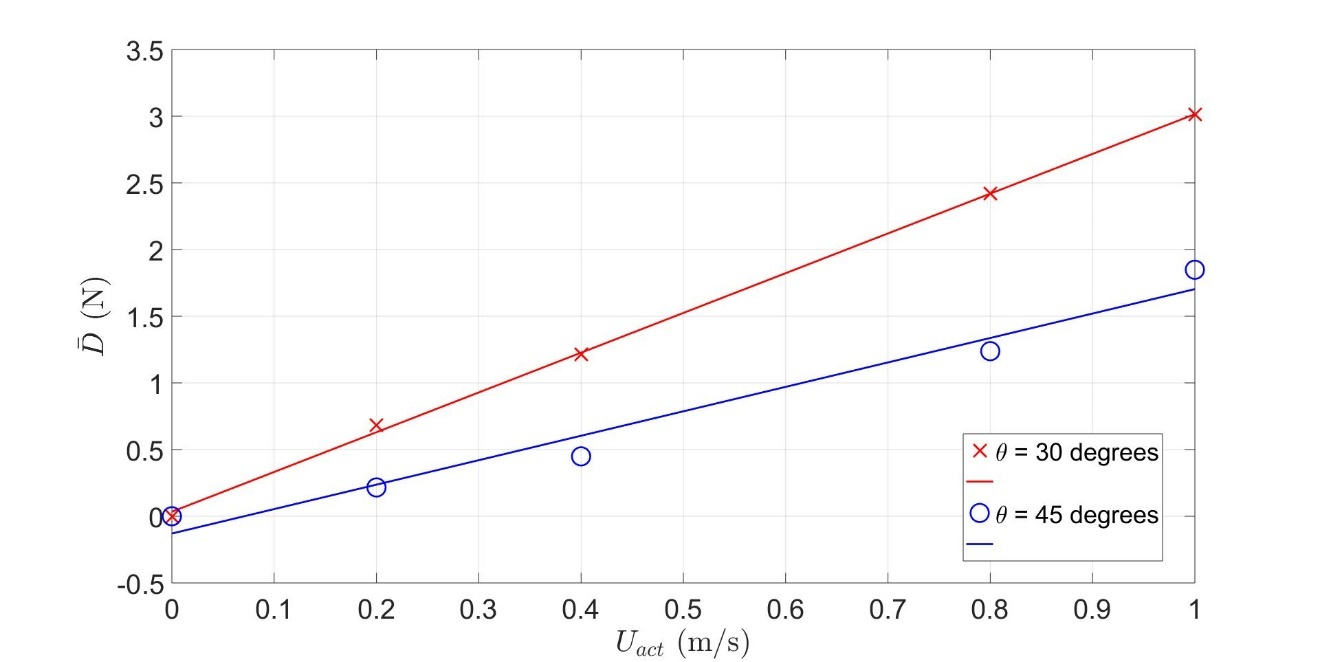 3.5
3
2.5
2
1.5
1
0.5
0
-0.5
D̄ (N)
0 0.1 0.2 0.3 0.4 0.5 0.6 0.7 0.8 0.9 1
U_act (m/s)
θ = 30 degrees
θ = 45 degrees